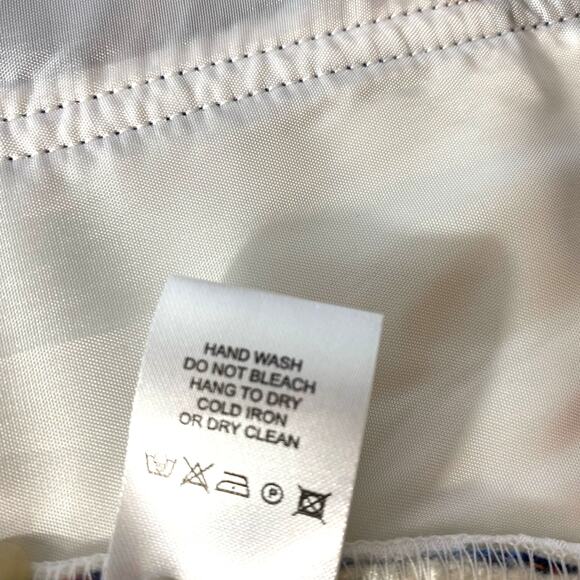 HAND WASH
DO NOT BLEACH
HANG TO DRY
COLD IRON
OR DRY CLEAN
P